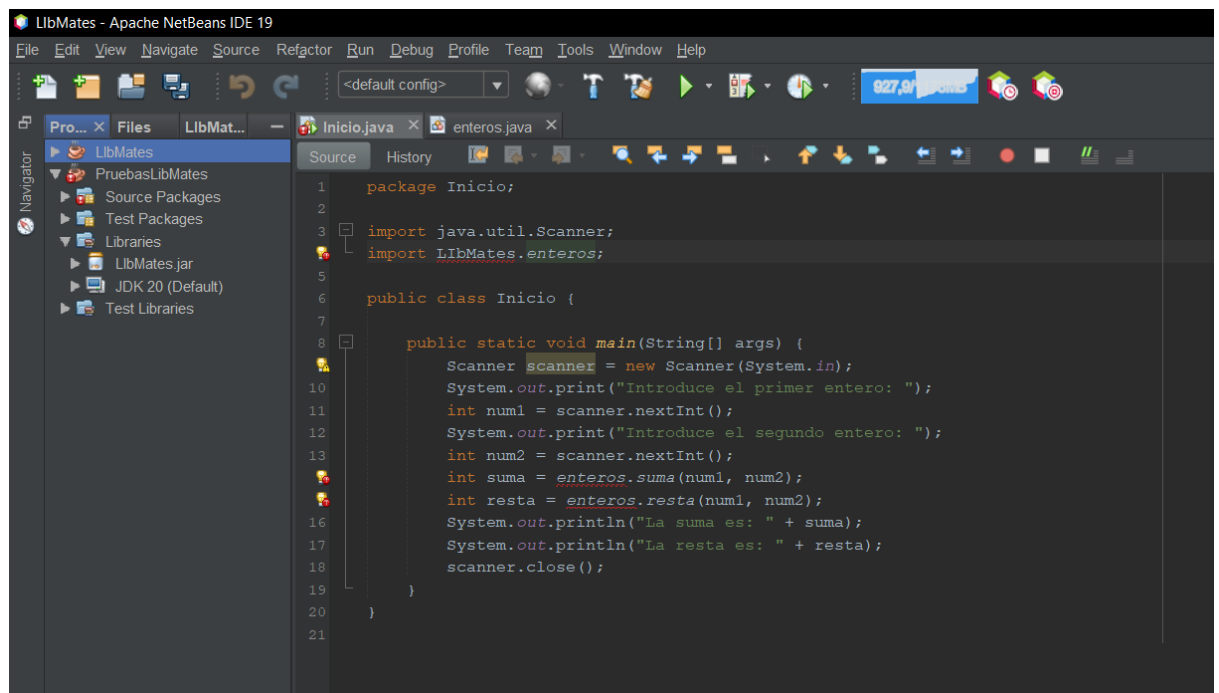 LIbMates - Apache NetBeans IDE 19
File Edit View Navigate Source Refactor Run Debug Profile Team Tools Window Help
<default config>
927,9/
Pro... Files LIbMat...
Inicio.java enteros.java
Navigator
LIbMates
PruebasLibMates
Source Packages
Test Packages
Libraries
LIbMates.jar
JDK 20 (Default)
Test Libraries
Source History
1 package Inicio;
2
3 import java.util.Scanner;
import LIbMates.enteros;
5
6 public class Inicio {
7
8 public static void main(String[] args) {
Scanner scanner = new Scanner(System.in);
10 System.out.print("Introduce el primer entero: ");
11 int num1 = scanner.nextInt();
12 System.out.print("Introduce el segundo entero: ");
13 int num2 = scanner.nextInt();
int suma = enteros.suma(num1, num2);
int resta = enteros.resta(num1, num2);
16 System.out.println("La suma es: " + suma);
17 System.out.println("La resta es: " + resta);
18 scanner.close();
19 }
20 }
21